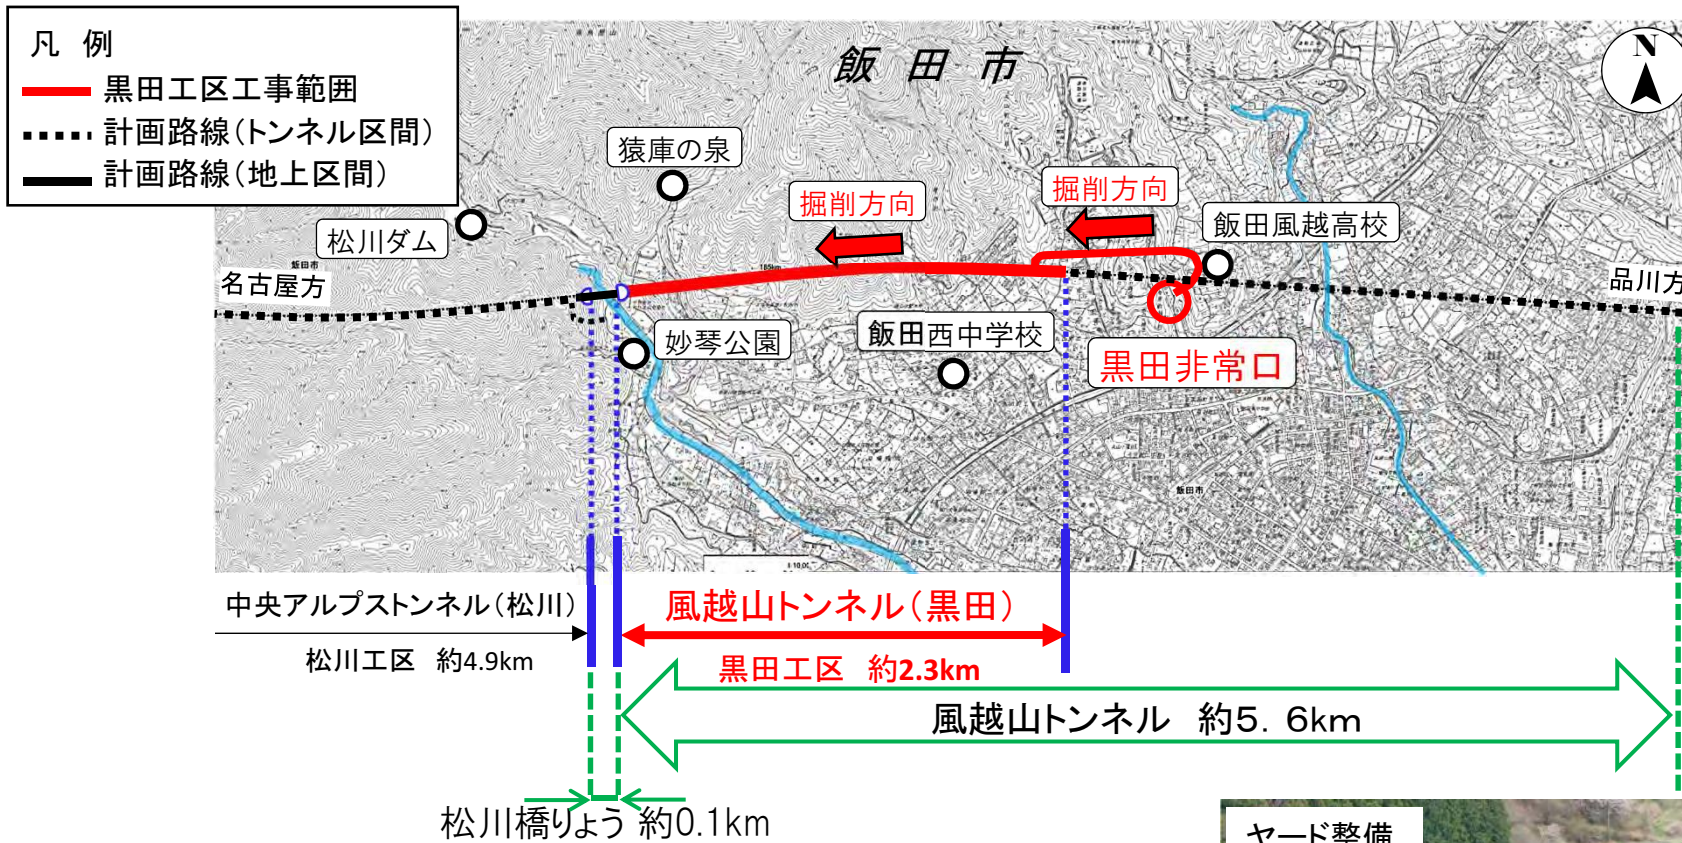 凡 例
黒田工区工事範囲
計画路線(トンネル区間)
計画路線(地上区間)
飯田市
N
猿庫の泉
松川ダム
掘削方向
掘削方向
飯田風越高校
飯田市
名古屋方
185km
品川方
妙琴公園
飯田西中学校
黒田非常口
飯田市
中央アルプストンネル(松川)
松川工区 約4.9km
風越山トンネル(黒田)
黒田工区 約2.3km
風越山トンネル 約5.6km
松川橋りょう 約0.1km
ヤード整備